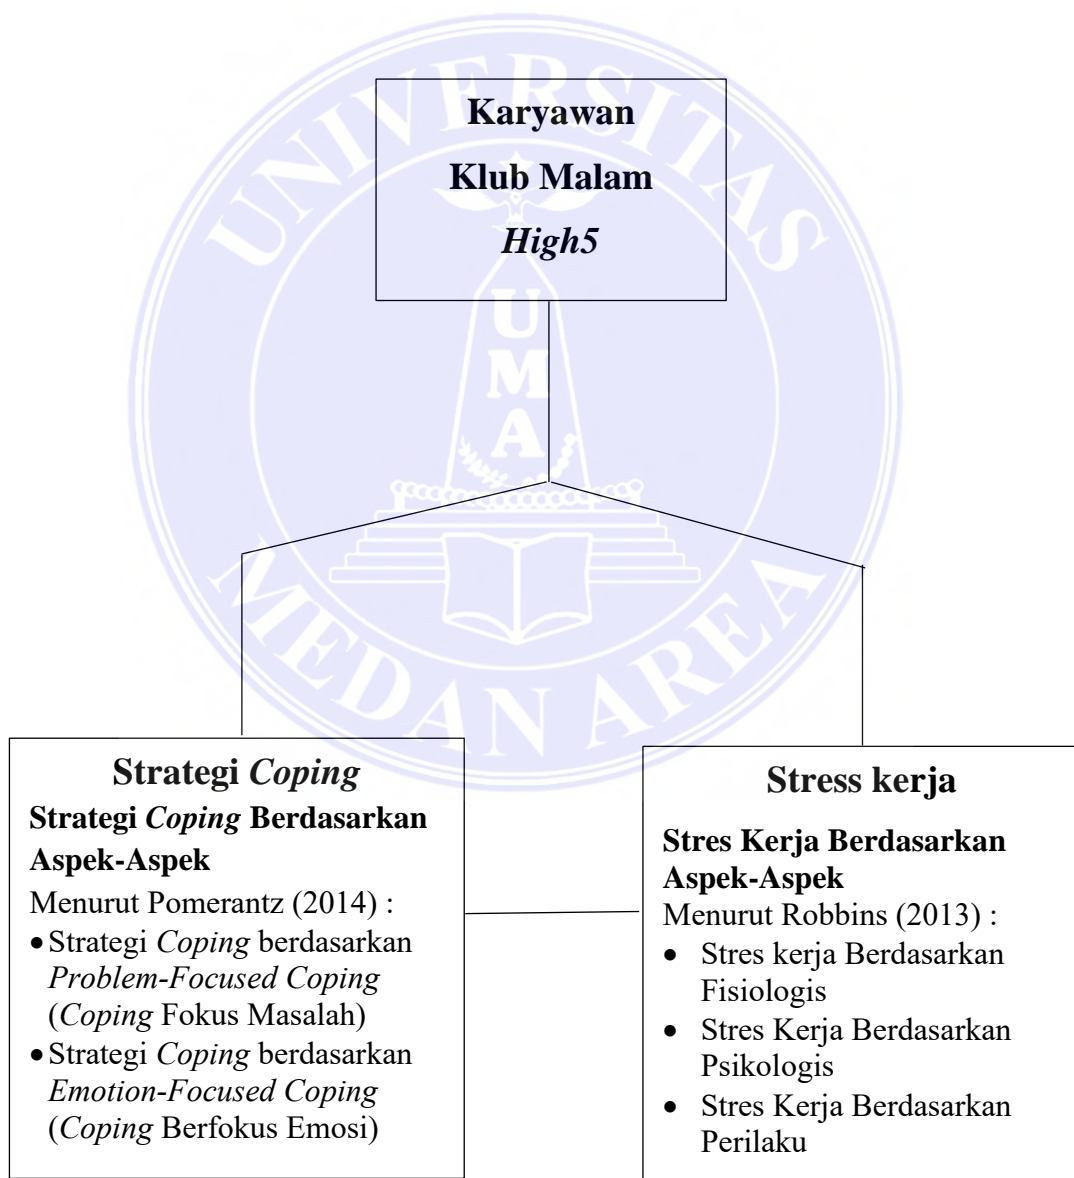 UNIVERSITAS
Karyawan
Klub Malam
High5
UMA
MEDAN AREA
Strategi Coping
Strategi Coping Berdasarkan
Aspek-Aspek
Menurut Pomerantz (2014) :
• Strategi Coping berdasarkan
Problem-Focused Coping
(Coping Fokus Masalah)
• Strategi Coping berdasarkan
Emotion-Focused Coping
(Coping Berfokus Emosi)
Stress kerja
Stres Kerja Berdasarkan
Aspek-Aspek
Menurut Robbins (2013) :
• Stres kerja Berdasarkan
Fisiologis
• Stres Kerja Berdasarkan
Psikologis
• Stres Kerja Berdasarkan
Perilaku